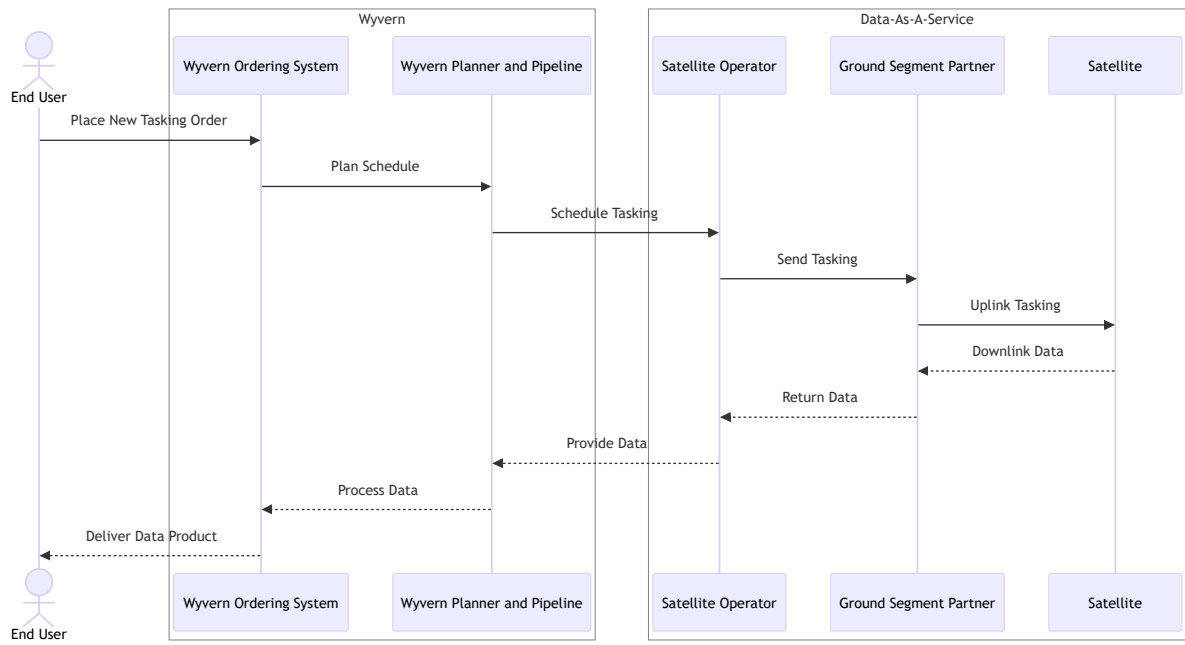 Wyvern
Data-As-A-Service
End User
Wyvern Ordering System
Wyvern Planner and Pipeline
Satellite Operator
Ground Segment Partner
Satellite
Place New Tasking Order
Plan Schedule
Schedule Tasking
Send Tasking
Uplink Tasking
Downlink Data
Return Data
Provide Data
Process Data
Deliver Data Product
End User
Wyvern Ordering System
Wyvern Planner and Pipeline
Satellite Operator
Ground Segment Partner
Satellite